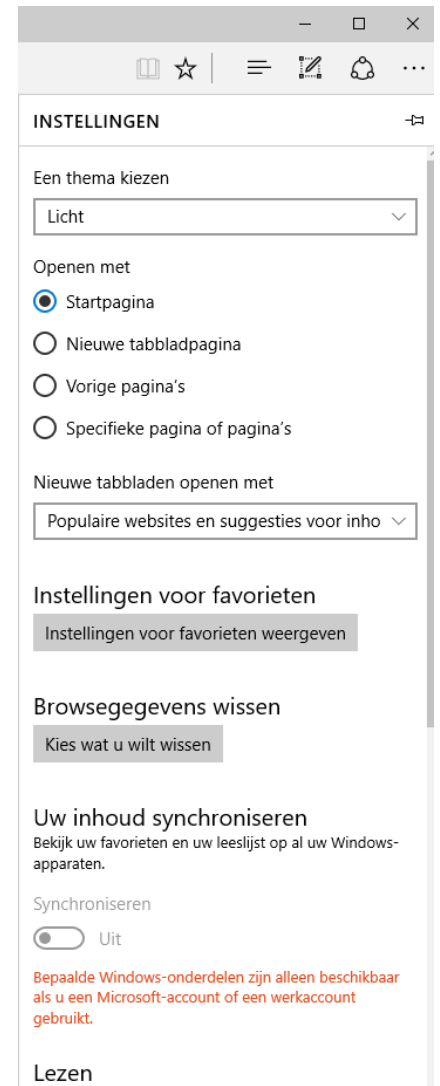 INSTELLINGEN
Een thema kiezen
Licht
Openen met
Startpagina
Nieuwe tabbladpagina
Vorige pagina's
Specifieke pagina of pagina's
Nieuwe tabbladen openen met
Populaire websites en suggesties voor inho
Instellingen voor favorieten
Instellingen voor favorieten weergeven
Browsegegevens wissen
Kies wat u wilt wissen
Uw inhoud synchroniseren
Bekijk uw favorieten en uw leeslijst op al uw Windows-
apparaten.
Synchroniseren
Uit
Bepaalde Windows-onderdelen zijn alleen beschikbaar
als u een Microsoft-account of een werkaccount
gebruikt.
Lezen